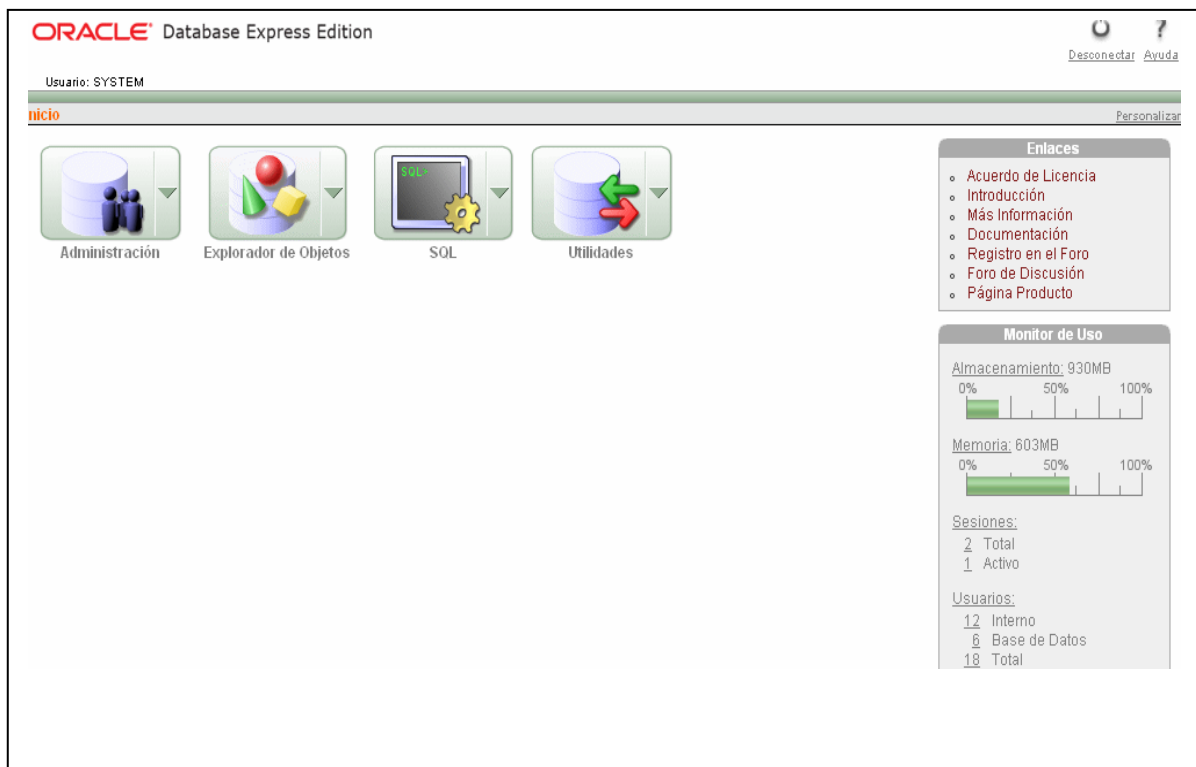 ORACLE Database Express Edition
Desconectar Ayuda
Usuario: SYSTEM
nicio
Personalizar
SQL>
Administración
Explorador de Objetos
SQL
Utilidades
Enlaces
Acuerdo de Licencia
Introducción
Más Información
Documentación
Registro en el Foro
Foro de Discusión
Página Producto
Monitor de Uso
Almacenamiento: 930MB
0% 50% 100%
Memoria: 603MB
0% 50% 100%
Sesiones:
2 Total
1 Activo
Usuarios:
12 Interno
6 Base de Datos
18 Total